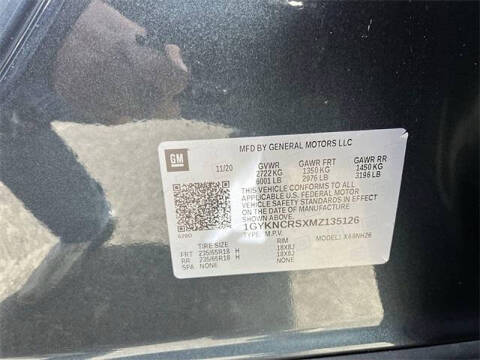 MFD BY GENERAL MOTORS LLC
GM
11/20 GVWR GAWR FRT GAWR RR
2722 KG 1350 KG 1450 KG
6001 LB 2976 LB 3196 LB
THIS VEHICLE CONFORMS TO ALL
APPLICABLE U.S. FEDERAL MOTOR
VEHICLE SAFETY STANDARDS IN EFFECT
ON THE DATE OF MANUFACTURE
SHOWN ABOVE.
1GYKNCRSXMZ135126
TYPE: M.P.V. MODEL:
TIRE SIZE RIM
FRT 235/65R18 H 18X8J
RR 235/65R18 H 18X8J
SPA NONE NONE